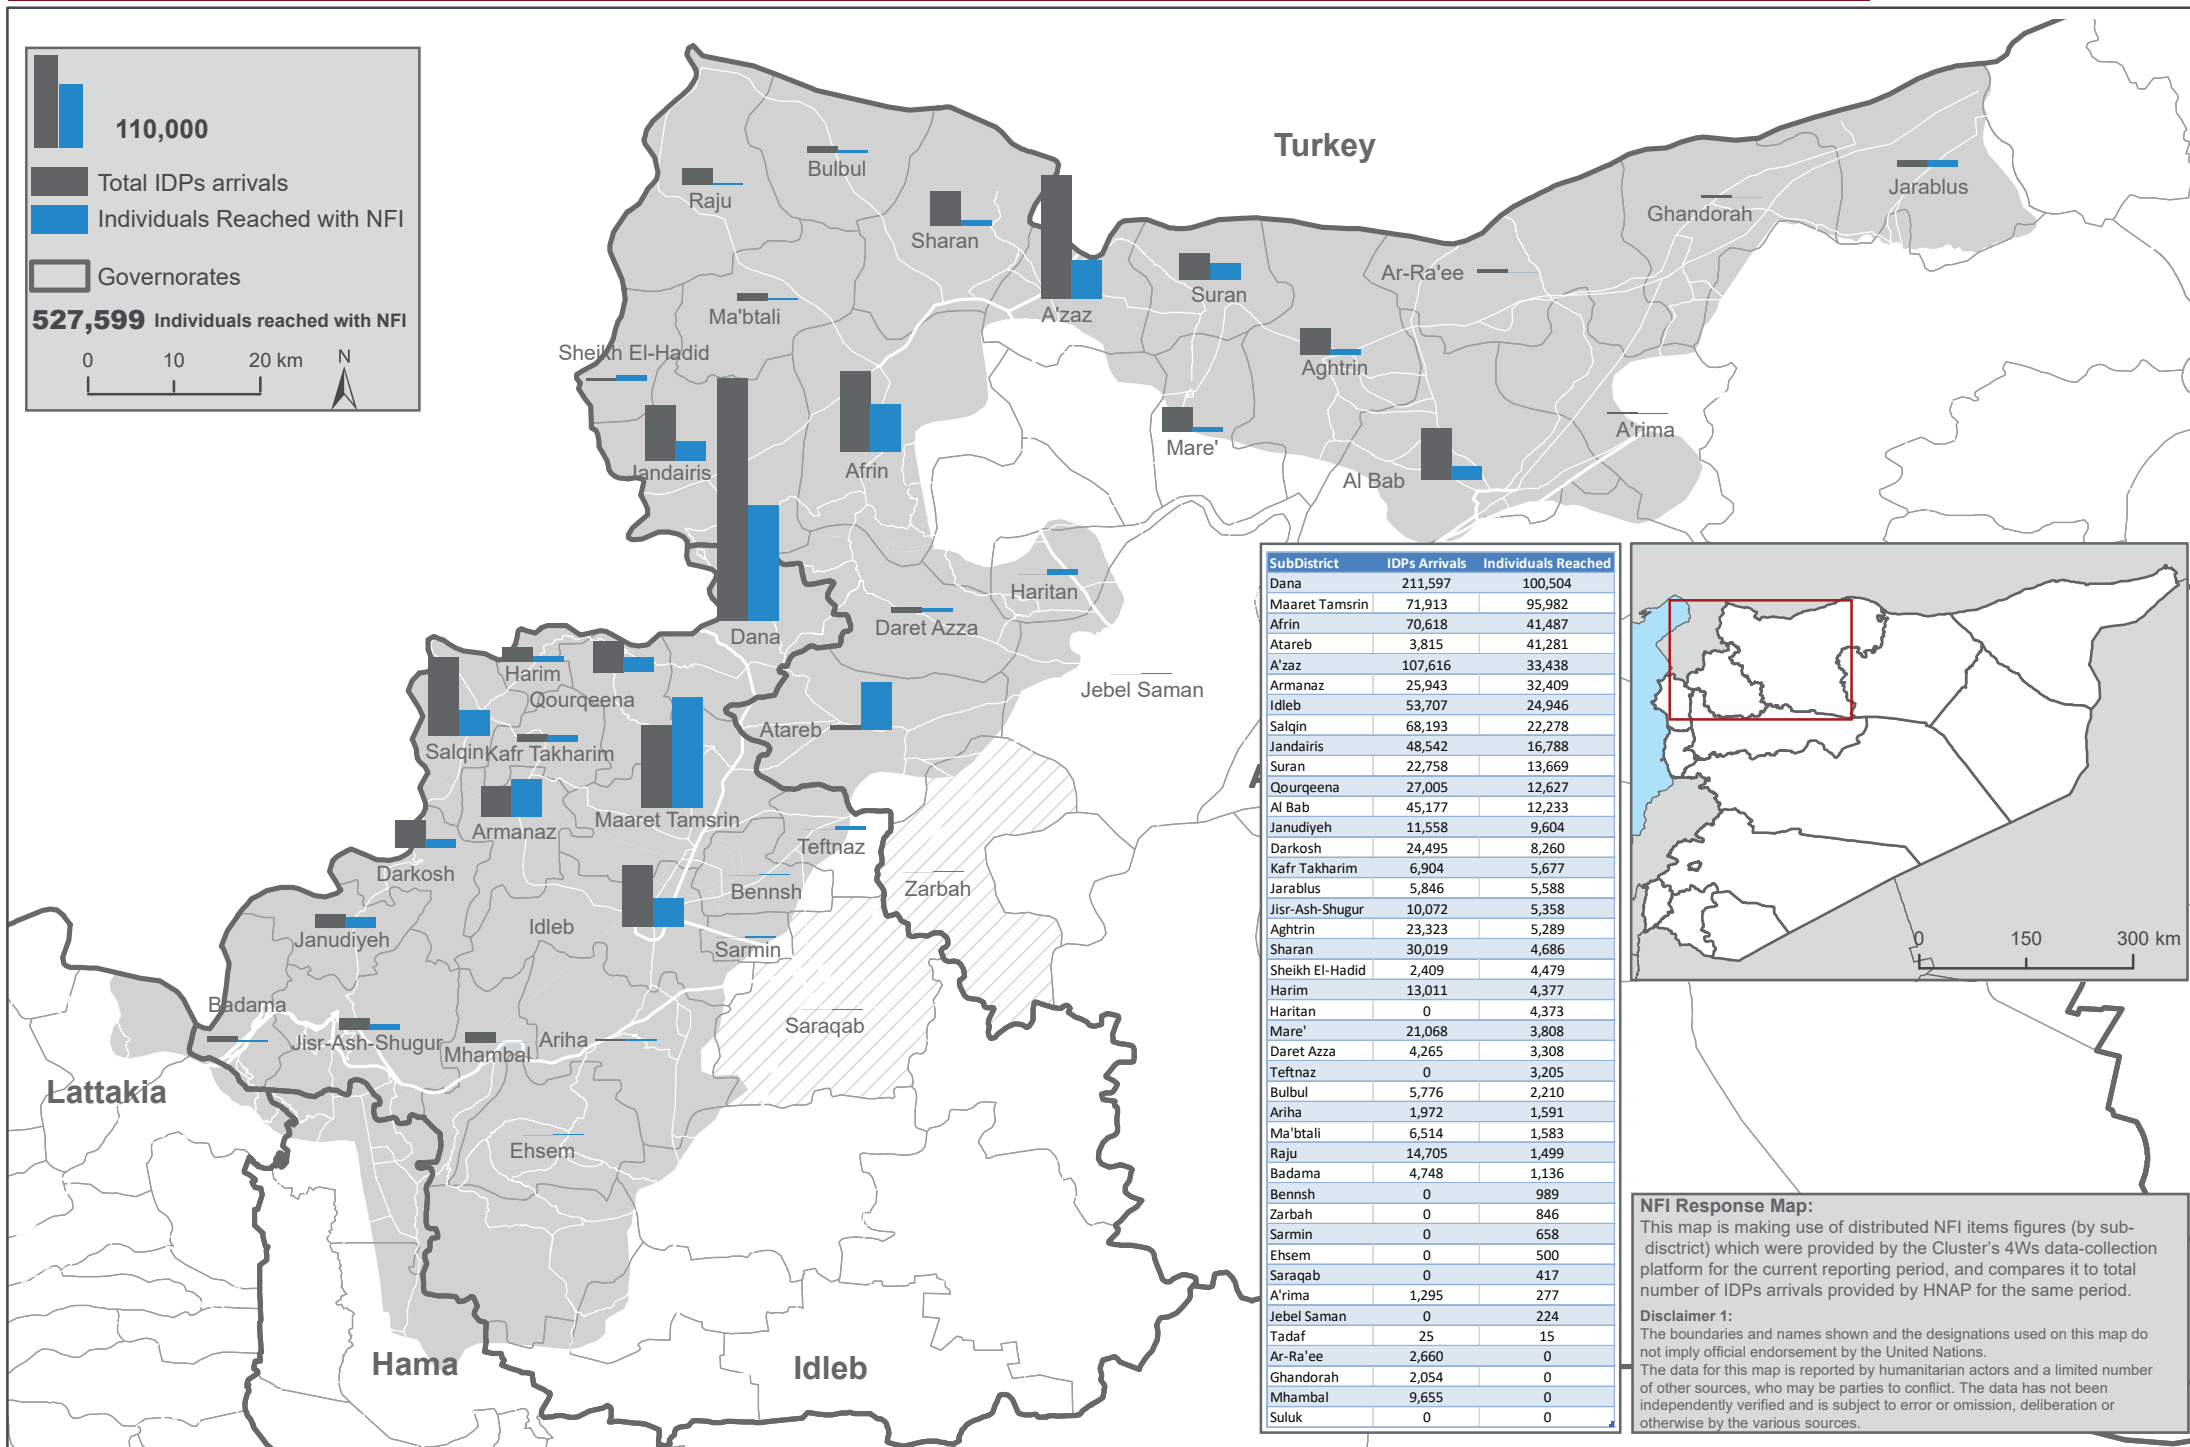 110,000
Total IDPs arrivals
Individuals Reached with NFI
Governorates
527,599 Individuals reached with NFI
0 10 20 km
N
Turkey
Bulbul
Raju
Sharan
Jarablus
Ghandorah
Ar-Ra'ee
Suran
A'zaz
Ma'btali
Sheikh El-Hadid
Aghtrin
A'rima
Mare'
Al Bab
Afrin
Jandairis
Haritan
Daret Azza
Dana
Harim
Qourqeena
Jebel Saman
Atareb
Salqin
Kafr Takharim
Maaret Tamsrin
Armanaz
Teftnaz
Darkosh
Bennsh
Zarbah
Idleb
Janudiyeh
Sarmin
Badama
Saraqab
Jisr-Ash-Shugur
Mhambal
Ariha
Lattakia
Ehsem
Hama
Idleb
SubDistrict IDPs Arrivals Individuals Reached
Dana 211,597 100,504
Maaret Tamsrin 71,913 95,982
Afrin 70,618 41,487
Atareb 3,815 41,281
A'zaz 107,616 33,438
Armanaz 25,943 32,409
Idleb 53,707 24,946
Salqin 68,193 22,278
Jandairis 48,542 16,788
Suran 22,758 13,669
Qourqeena 27,005 12,627
Al Bab 45,177 12,233
Janudiyeh 11,558 9,604
Darkosh 24,495 8,260
Kafr Takharim 6,904 5,677
Jarablus 5,846 5,588
Jisr-Ash-Shugur 10,072 5,358
Aghtrin 23,323 5,289
Sharan 30,019 4,686
Sheikh El-Hadid 2,409 4,479
Harim 13,011 4,377
Haritan 0 4,373
Mare' 21,068 3,808
Daret Azza 4,265 3,308
Teftnaz 0 3,205
Bulbul 5,776 2,210
Ariha 1,972 1,591
Ma'btali 6,514 1,583
Raju 14,705 1,499
Badama 4,748 1,136
Bennsh 0 989
Zarbah 0 846
Sarmin 0 658
Ehsem 0 500
Saraqab 0 417
A'rima 1,295 277
Jebel Saman 0 224
Tadaf 25 15
Ar-Ra'ee 2,660 0
Ghandorah 2,054 0
Mhambal 9,655 0
Suluk 0 0
0 150 300 km
NFI Response Map:
This map is making use of distributed NFI items figures (by sub-
disctrict) which were provided by the Cluster's 4Ws data-collection
platform for the current reporting period, and compares it to total
number of IDPs arrivals provided by HNAP for the same period.
Disclaimer 1:
The boundaries and names shown and the designations used on this map do
not imply official endorsement by the United Nations.
The data for this map is reported by humanitarian actors and a limited number
of other sources, who may be parties to conflict. The data has not been
independently verified and is subject to error or omission, deliberation or
otherwise by the various sources.